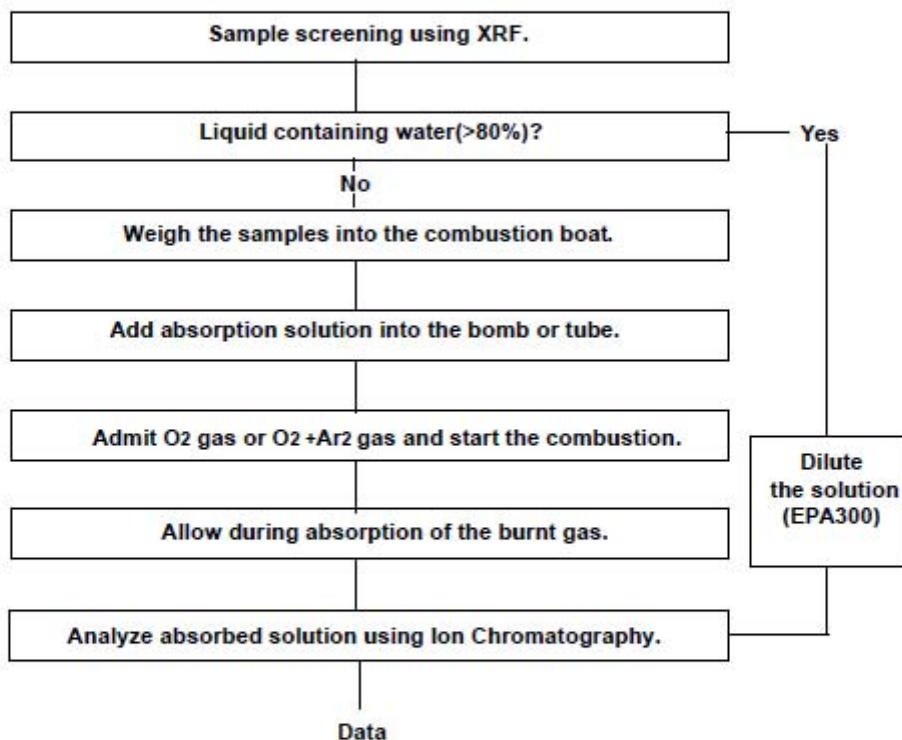 Sample screening using XRF.
Liquid containing water(>80%)?
Yes
No
Weigh the samples into the combustion boat.
Add absorption solution into the bomb or tube.
Admit O2 gas or O2 +Ar2 gas and start the combustion.
Dilute
the solution
(EPA300)
Allow during absorption of the burnt gas.
Analyze absorbed solution using Ion Chromatography.
Data